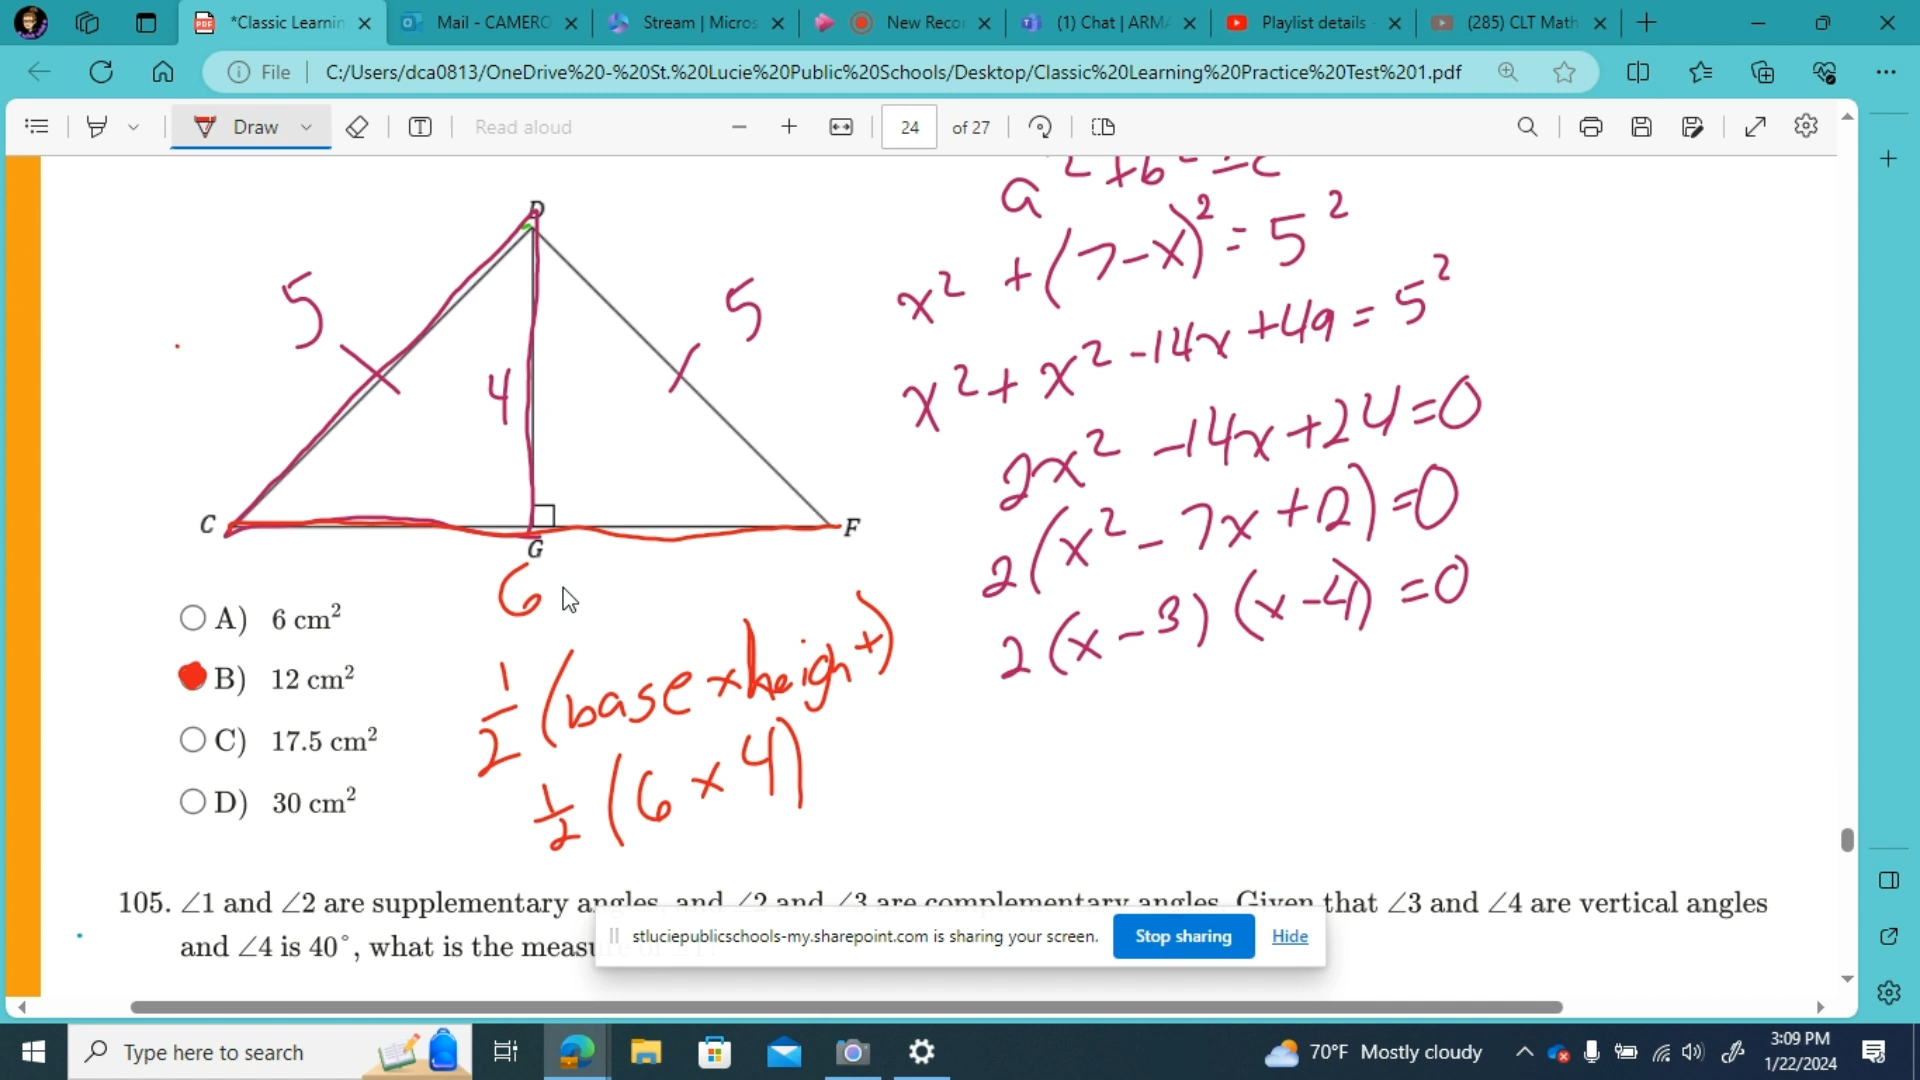 *Classic Learnin
Mail - CAMERO
Stream | Micros
New Recor
(1) Chat | ARMA
Playlist details
(285) CLT Math
File
C:/Users/dca0813/OneDrive%20-%20St.%20Lucie%20Public%20Schools/Desktop/Classic%20Learning%20Practice%20Test%201.pdf
Draw
Read aloud
24 of 27
D
5
5
4
C
G
F
6
A) 6 cm²
B) 12 cm²
C) 17.5 cm²
D) 30 cm²
1/2 (base x height)
1/2 (6 x 4)
a² + b² = c
x² + (7-x)² = 5²
x² + x² -14x +49 = 5²
2x² -14x +24 = 0
2(x² - 7x + 12) = 0
2(x - 3)(x - 4) = 0
105. ∠1 and ∠2 are supplementary angles, and ∠2 and ∠3 are complementary angles. Given that ∠3 and ∠4 are vertical angles
and ∠4 is 40°, what is the measu
stluciepublicschools-my.sharepoint.com is sharing your screen.
Stop sharing
Hide
Type here to search
70°F Mostly cloudy
3:09 PM
1/22/2024